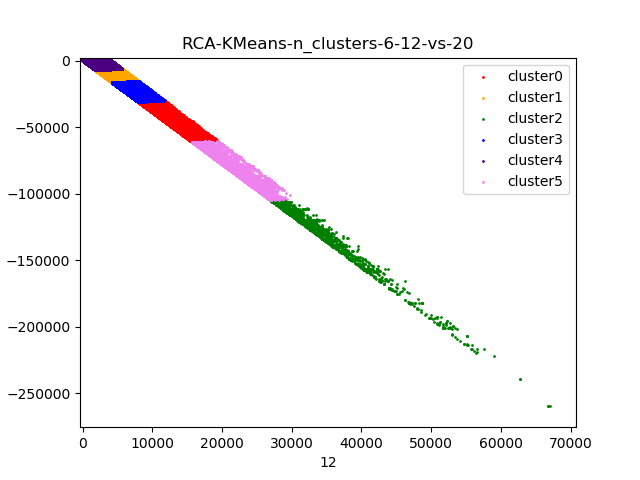 RCA-KMeans-n_clusters-6-12-vs-20
0
−50000
−100000
−150000
−200000
−250000
cluster0
cluster1
cluster2
cluster3
cluster4
cluster5
0 10000 20000 30000 40000 50000 60000 70000
12